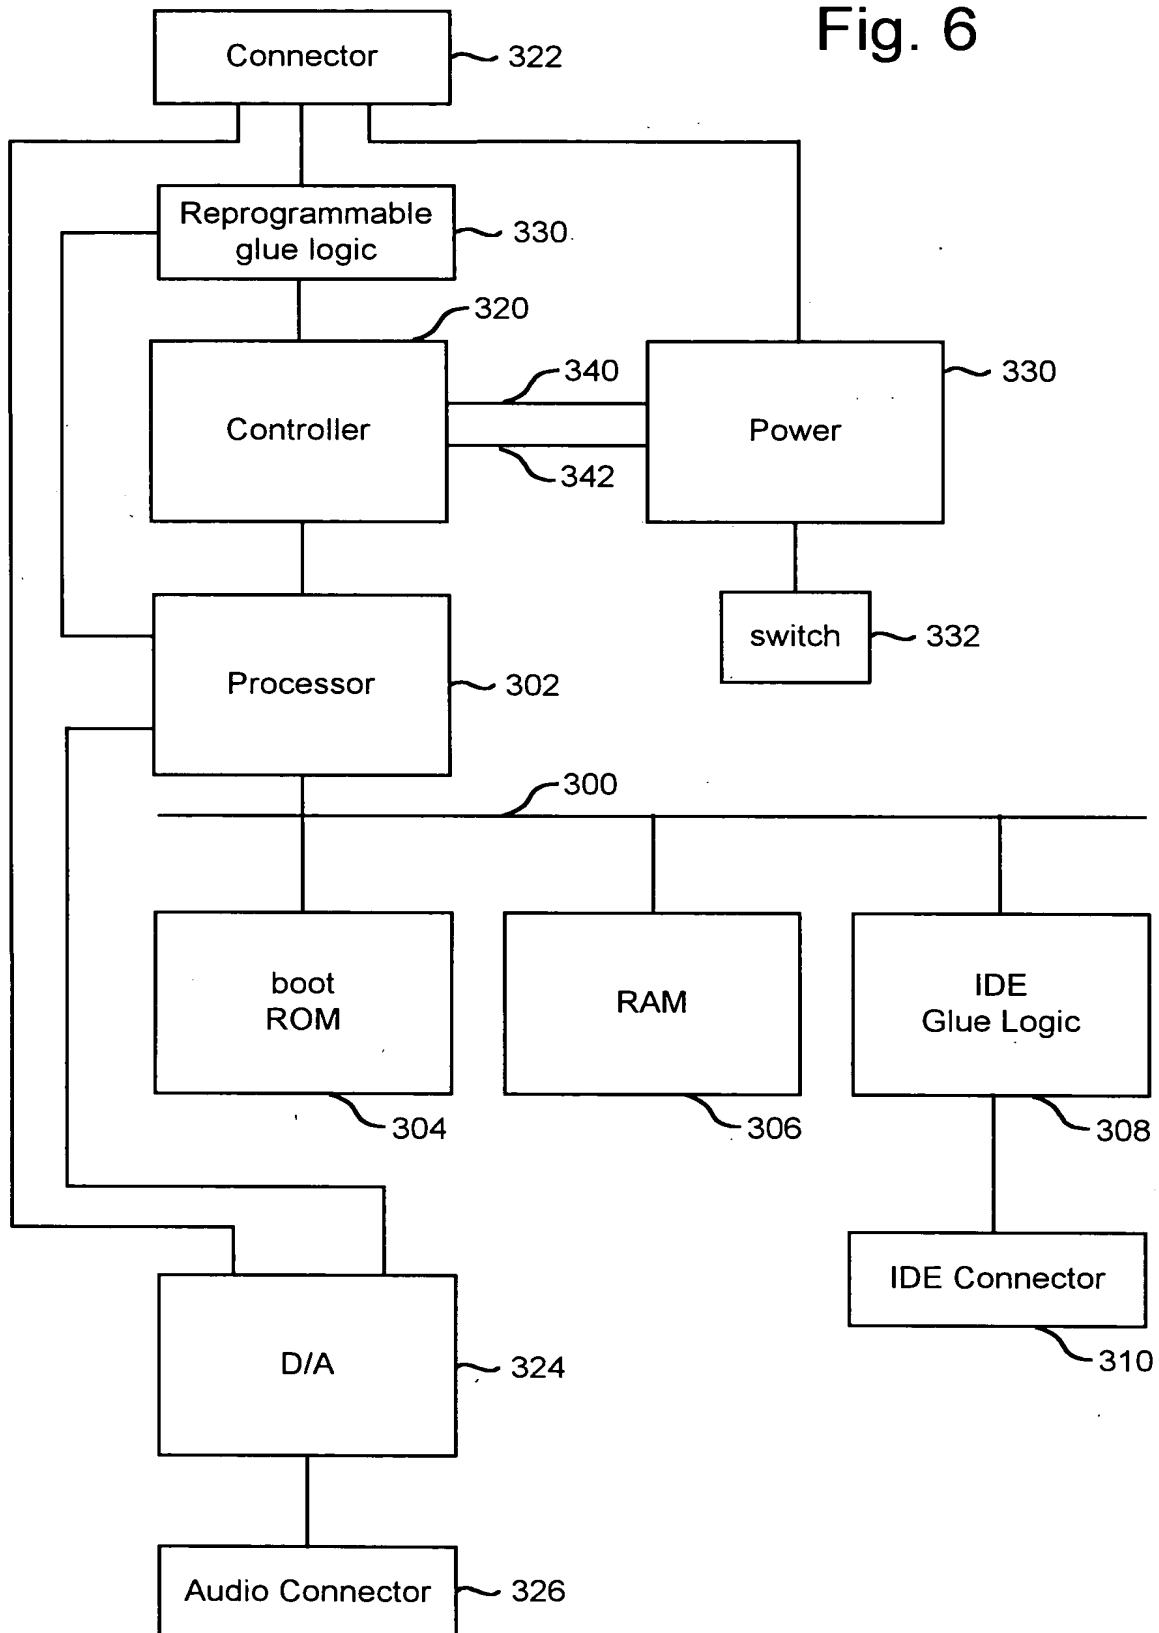 Fig. 6
Connector
322
Reprogrammable
glue logic
330
320
Controller
340
342
Power
330
switch
332
Processor
302
300
boot
ROM
304
RAM
306
IDE
Glue Logic
308
IDE Connector
310
D/A
324
Audio Connector
326